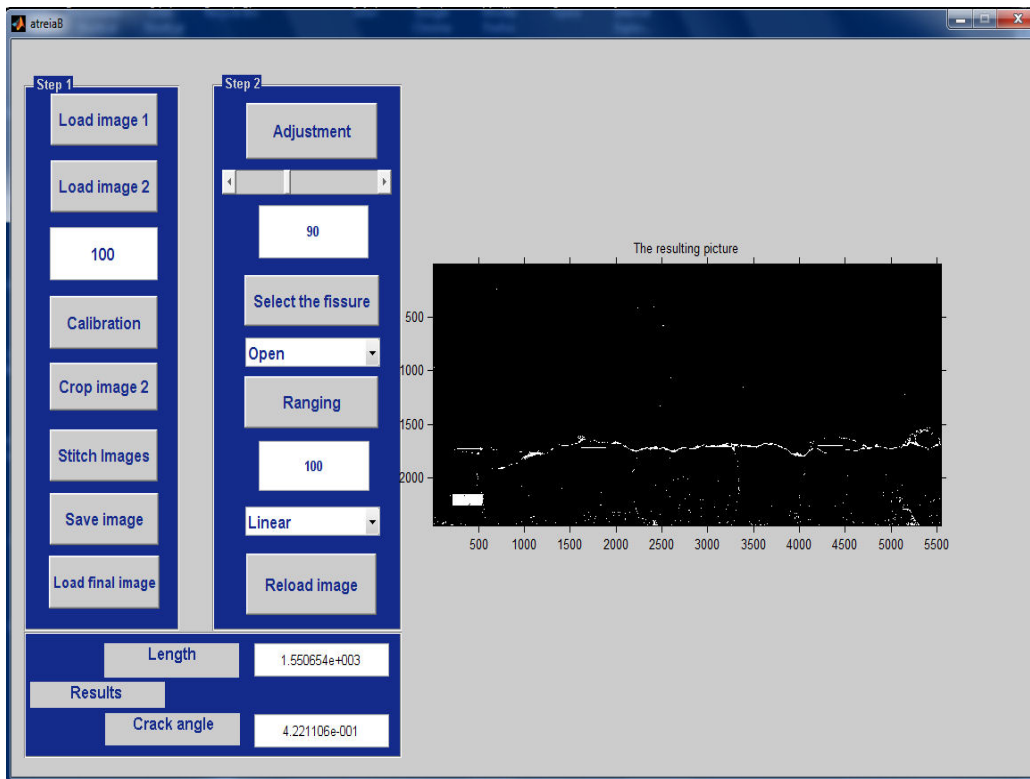 atreiaB
Step 1
Load image 1
Load image 2
100
Calibration
Crop image 2
Stitch Images
Save image
Load final image
Step 2
Adjustment
90
Select the fissure
Open
Ranging
100
Linear
Reload image
Length
1.550654e+003
Results
Crack angle
4.221106e-001
The resulting picture
500
1000
1500
2000
500 1000 1500 2000 2500 3000 3500 4000 4500 5000 5500